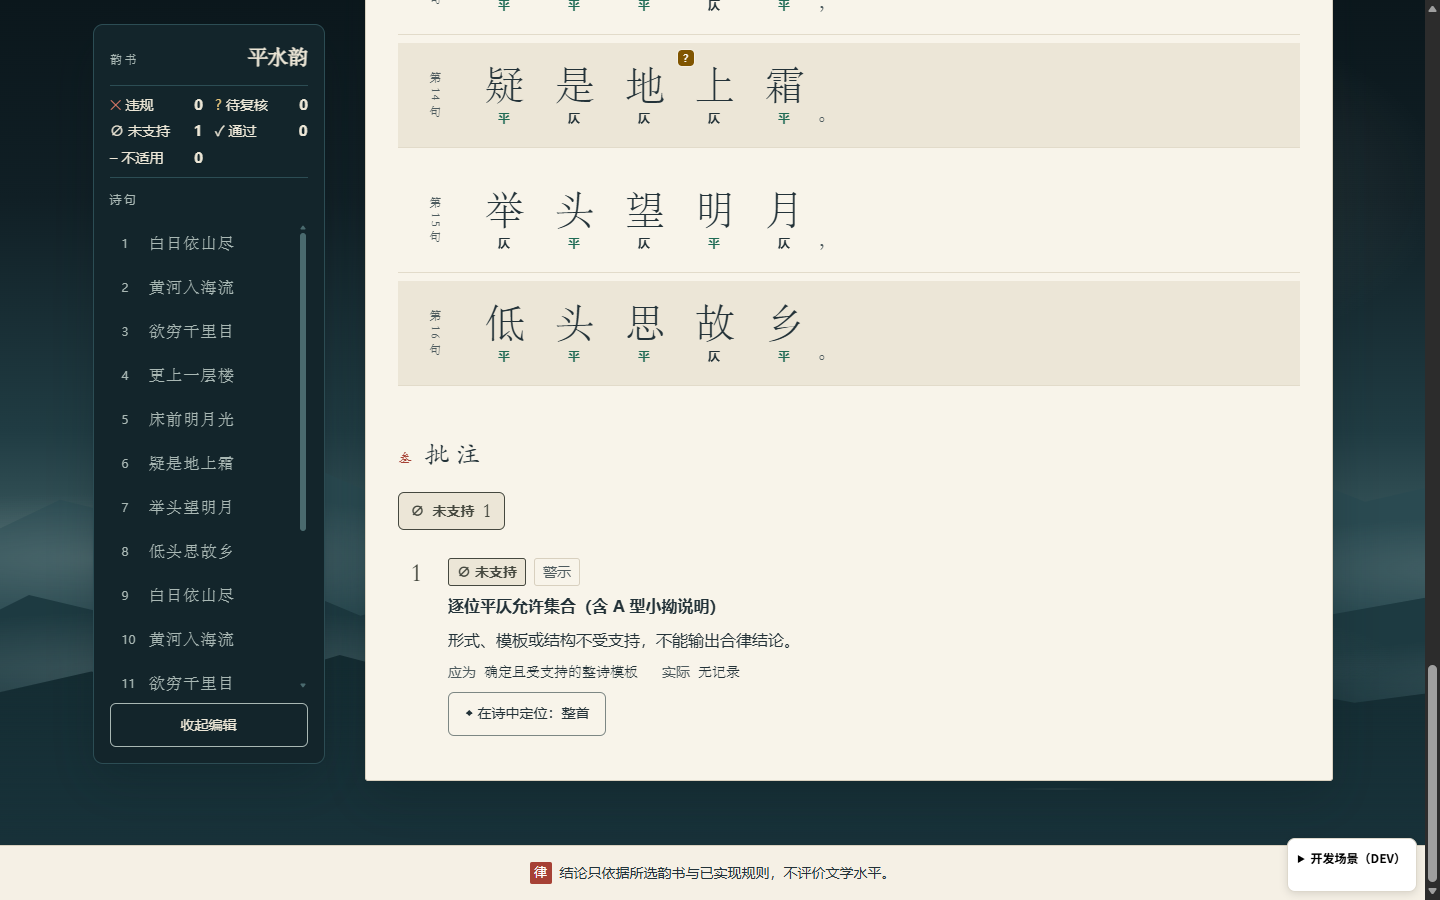 韵书 平水韵
× 违规 0 ? 待复核 0
∅ 未支持 1 ✓ 通过 0
– 不适用 0
诗句
1 白日依山尽
2 黄河入海流
3 欲穷千里目
4 更上一层楼
5 床前明月光
6 疑是地上霜
7 举头望明月
8 低头思故乡
9 白日依山尽
10 黄河入海流
11 欲穷千里目
收起编辑
平 平 平 仄 平 ，
?
第14句 疑是地上霜
平 仄 仄 仄 平 。
第15句 举头望明月
仄 平 仄 平 仄 ，
第16句 低头思故乡
平 平 平 仄 平 。
叁 批注
∅ 未支持 1
1 ∅ 未支持 警示
逐位平仄允许集合（含 A 型小拗说明）
形式、模板或结构不受支持，不能输出合律结论。
应为 确定且受支持的整诗模板 实际 无记录
在诗中定位：整首
律 结论只依据所选韵书与已实现规则，不评价文学水平。
▶ 开发场景（DEV）